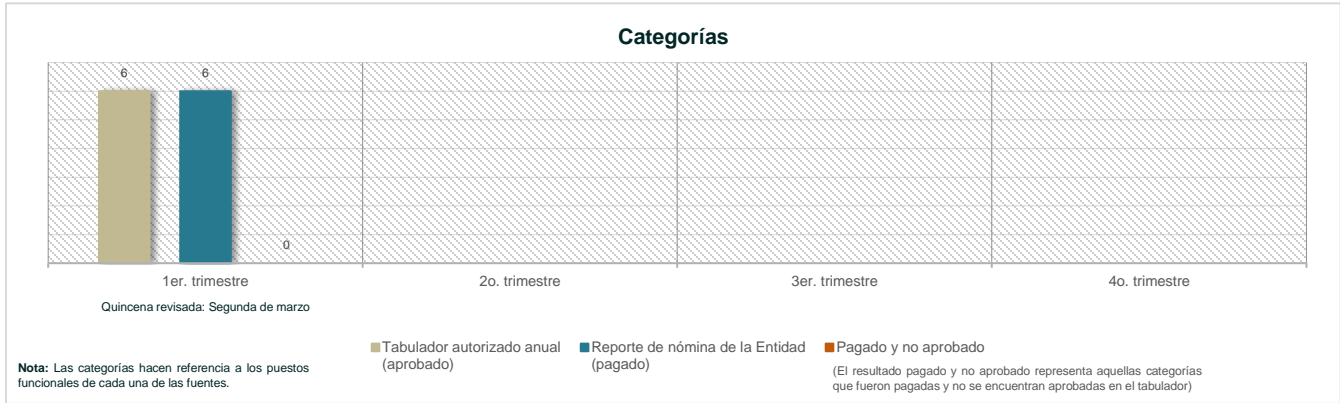 Categorías
6
6
0
1er. trimestre
2o. trimestre
3er. trimestre
4o. trimestre
Quincena revisada: Segunda de marzo
Tabulador autorizado anual
(aprobado)
Reporte de nómina de la Entidad
(pagado)
Pagado y no aprobado
(El resultado pagado y no aprobado representa aquellas categorías
que fueron pagadas y no se encuentran aprobadas en el tabulador)
Nota: Las categorías hacen referencia a los puestos
funcionales de cada una de las fuentes.